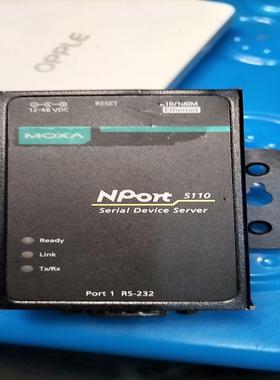 OPPLE
12-48 VDC
RESET
10/100M
Ethernet
MOXA
NPort 5110
Serial Device Server
Ready
Link
Tx/Rx
Port 1 RS-232